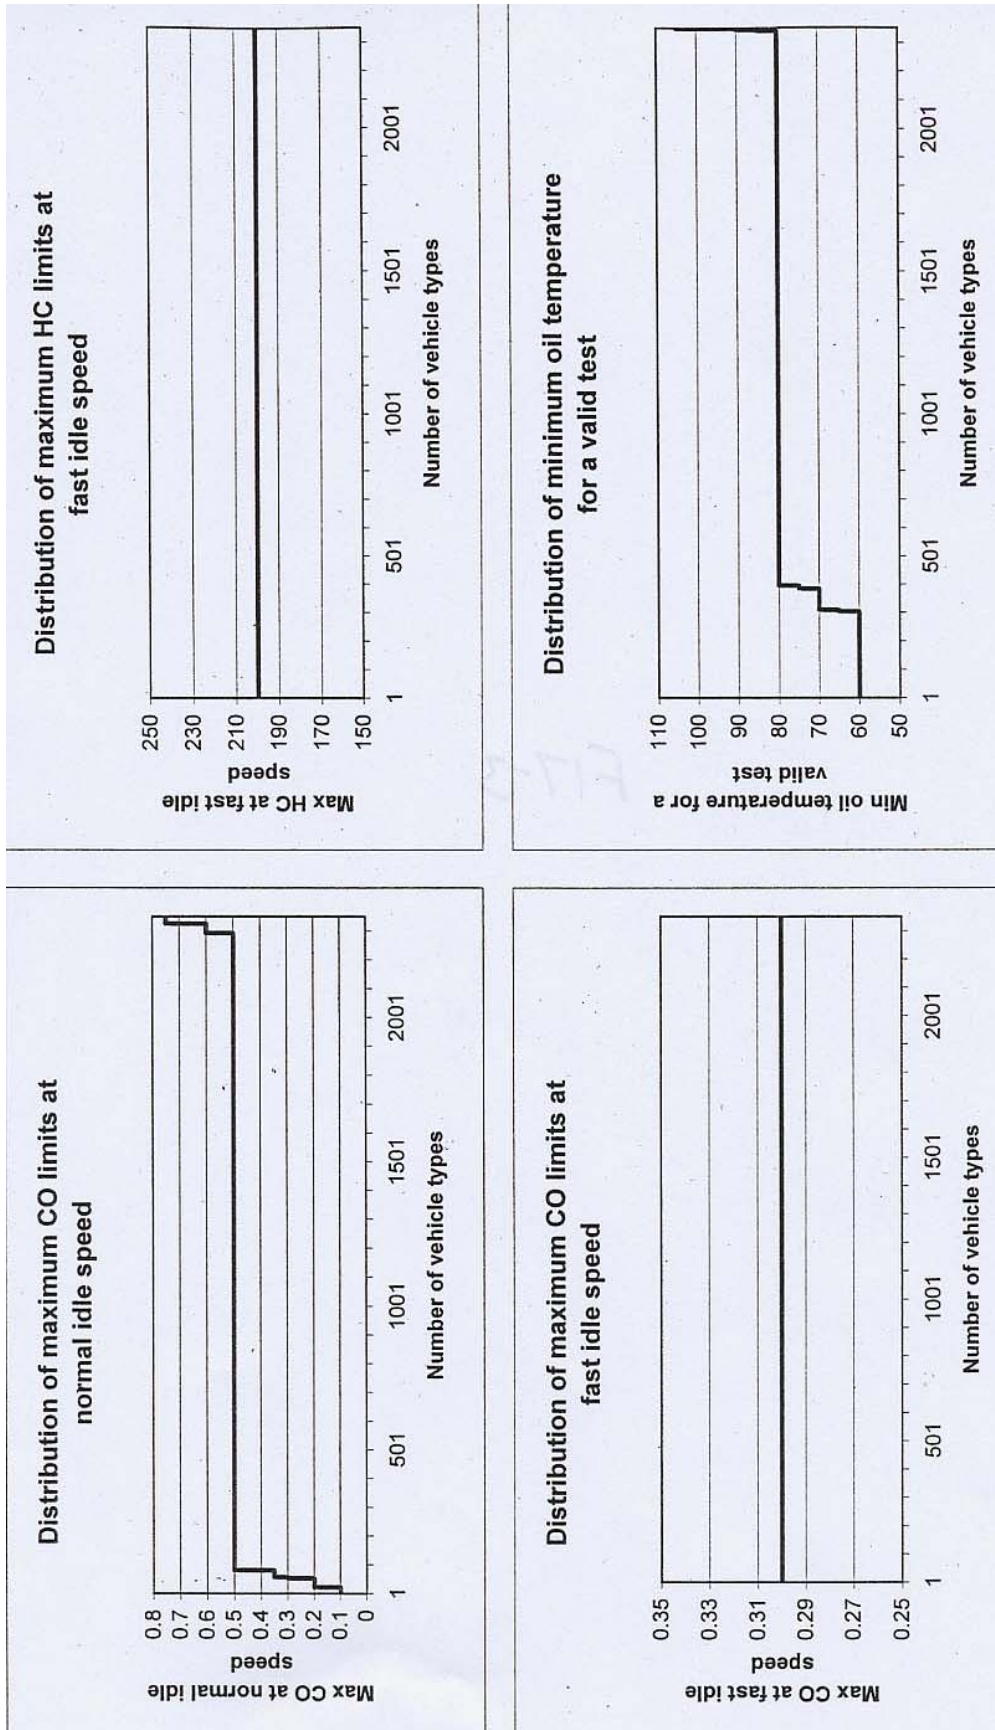 Distribution of maximum CO limits at
normal idle speed
Max CO at normal idle
speed
0.8
0.7
0.6
0.5
0.4
0.3
0.2
0.1
0
1
501
1001
1501
2001
Number of vehicle types
Distribution of maximum HC limits at
fast idle speed
Max HC at fast idle
speed
250
230
210
190
170
150
1
501
1001
1501
2001
Number of vehicle types
Distribution of maximum CO limits at
fast idle speed
Max CO at fast idle
speed
0.35
0.33
0.31
0.29
0.27
0.25
1
501
1001
1501
2001
Number of vehicle types
Distribution of minimum oil temperature
for a valid test
Min oil temperature for a
valid test
110
100
90
80
70
60
50
1
501
1001
1501
2001
Number of vehicle types